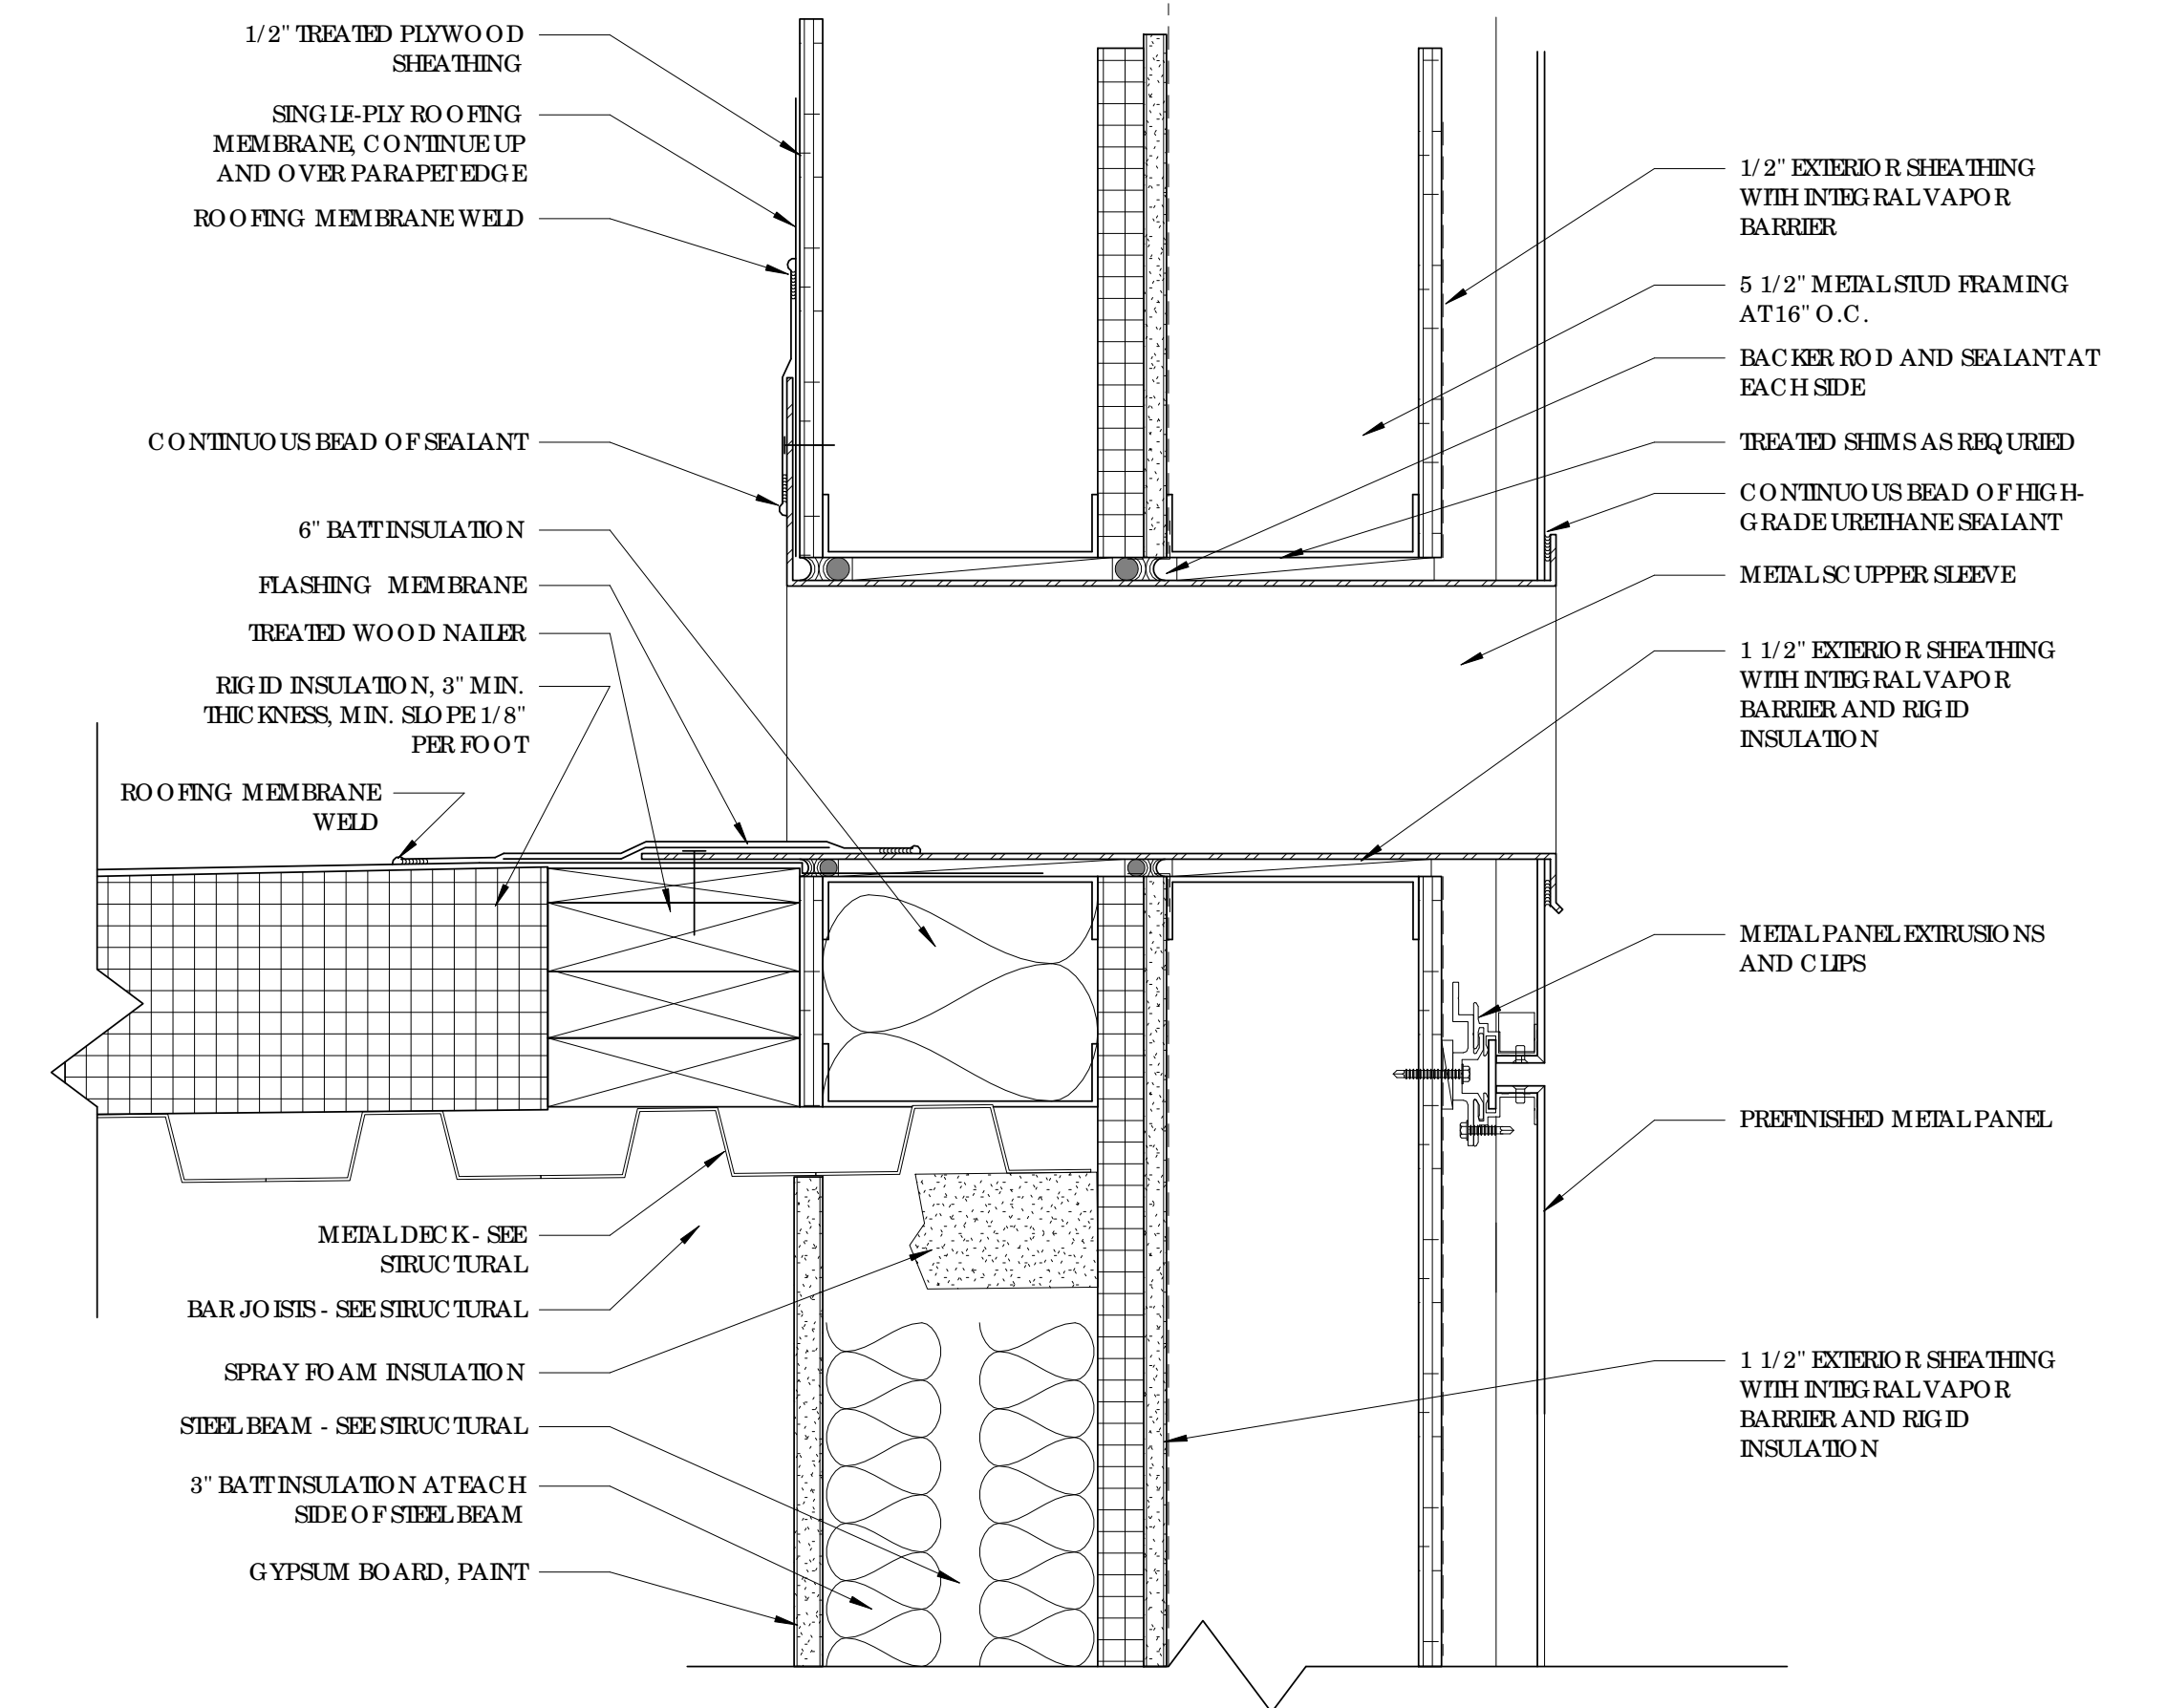 1/2" TREATED PLYWOOD
SHEATHING
SINGLE-PLY ROOFING
MEMBRANE, CONTINUE UP
AND OVER PARAPET EDGE
ROOFING MEMBRANE WELD
CONTINUOUS BEAD OF SEALANT
6" BATT INSULATION
FLASHING MEMBRANE
TREATED WOOD NAILER
RIGID INSULATION, 3" MIN.
THICKNESS, MIN. SLOPE 1/8"
PER FOOT
ROOFING MEMBRANE
WELD
METAL DECK - SEE
STRUCTURAL
BAR JOISTS - SEE STRUCTURAL
SPRAY FOAM INSULATION
STEEL BEAM - SEE STRUCTURAL
3" BATT INSULATION AT EACH
SIDE OF STEEL BEAM
GYPSUM BOARD, PAINT
1/2" EXTERIOR SHEATHING
WITH INTEGRAL VAPOR
BARRIER
5 1/2" METAL STUD FRAMING
AT 16" O.C.
BACKER ROD AND SEALANT AT
EACH SIDE
TREATED SHIMS AS REQURIED
CONTINUOUS BEAD OF HIGH-
GRADE URETHANE SEALANT
METAL SCUPPER SLEEVE
1 1/2" EXTERIOR SHEATHING
WITH INTEGRAL VAPOR
BARRIER AND RIGID
INSULATION
METAL PANEL EXTRUSIONS
AND CLIPS
PREFINISHED METAL PANEL
1 1/2" EXTERIOR SHEATHING
WITH INTEGRAL VAPOR
BARRIER AND RIGID
INSULATION